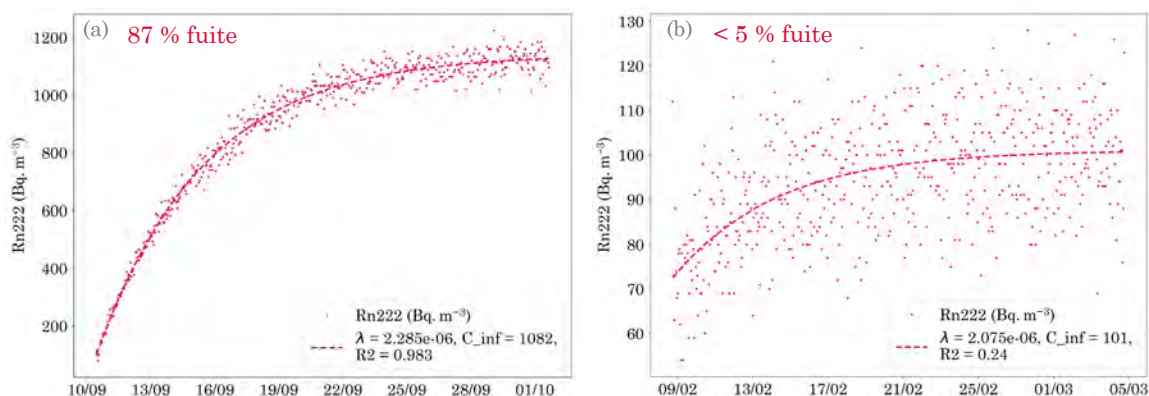 (a) 87 % fuite
Rn222 (Bq. m⁻³)
1200
1000
800
600
400
200
Rn222 (Bq. m⁻³)
λ = 2.285e-06, C_inf = 1082,
R2 = 0.983
10/09 13/09 16/09 19/09 22/09 25/09 28/09 01/10
(b) < 5 % fuite
Rn222 (Bq. m⁻³)
130
120
110
100
90
80
70
60
Rn222 (Bq. m⁻³)
λ = 2.075e-06, C_inf = 101,
R2 = 0.24
09/02 13/02 17/02 21/02 25/02 01/03 05/03